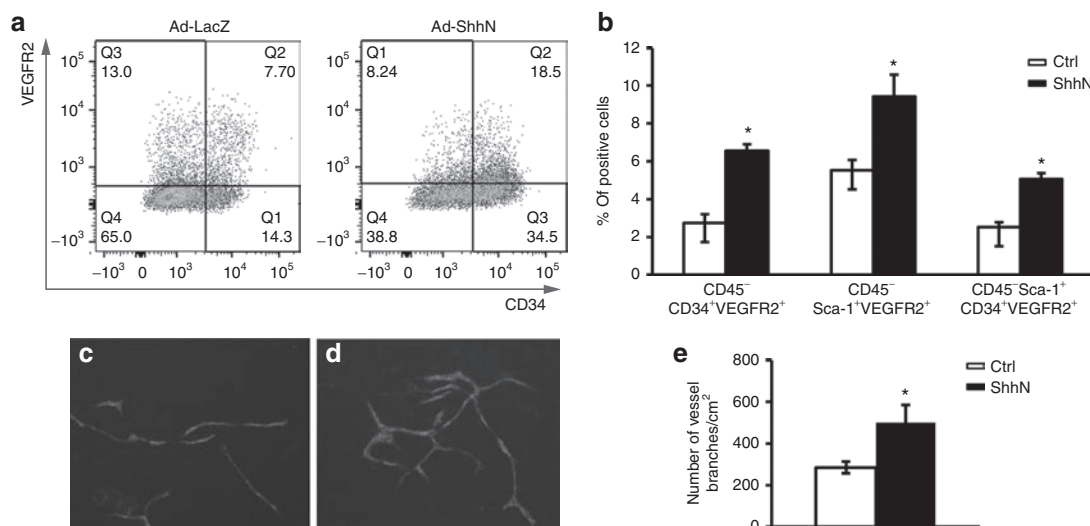 a
Ad-LacZ
Ad-ShhN
VEGFR2
10⁵
10⁴
10³
−10³
Q3
13.0
Q2
7.70
Q4
65.0
Q1
14.3
−10³ 0 10³ 10⁴ 10⁵
Q1
8.24
Q2
18.5
Q4
38.8
Q3
34.5
−10³ 0 10³ 10⁴ 10⁵
CD34
b
% Of positive cells
12
10
8
6
4
2
0
Ctrl
ShhN
*
*
*
CD45⁻
CD34⁺VEGFR2⁺
CD45⁻
Sca-1⁺VEGFR2⁺
CD45⁻Sca-1⁺
CD34⁺VEGFR2⁺
c
d
e
Number of vessel
branches/cm²
800
600
400
200
0
Ctrl
ShhN
*